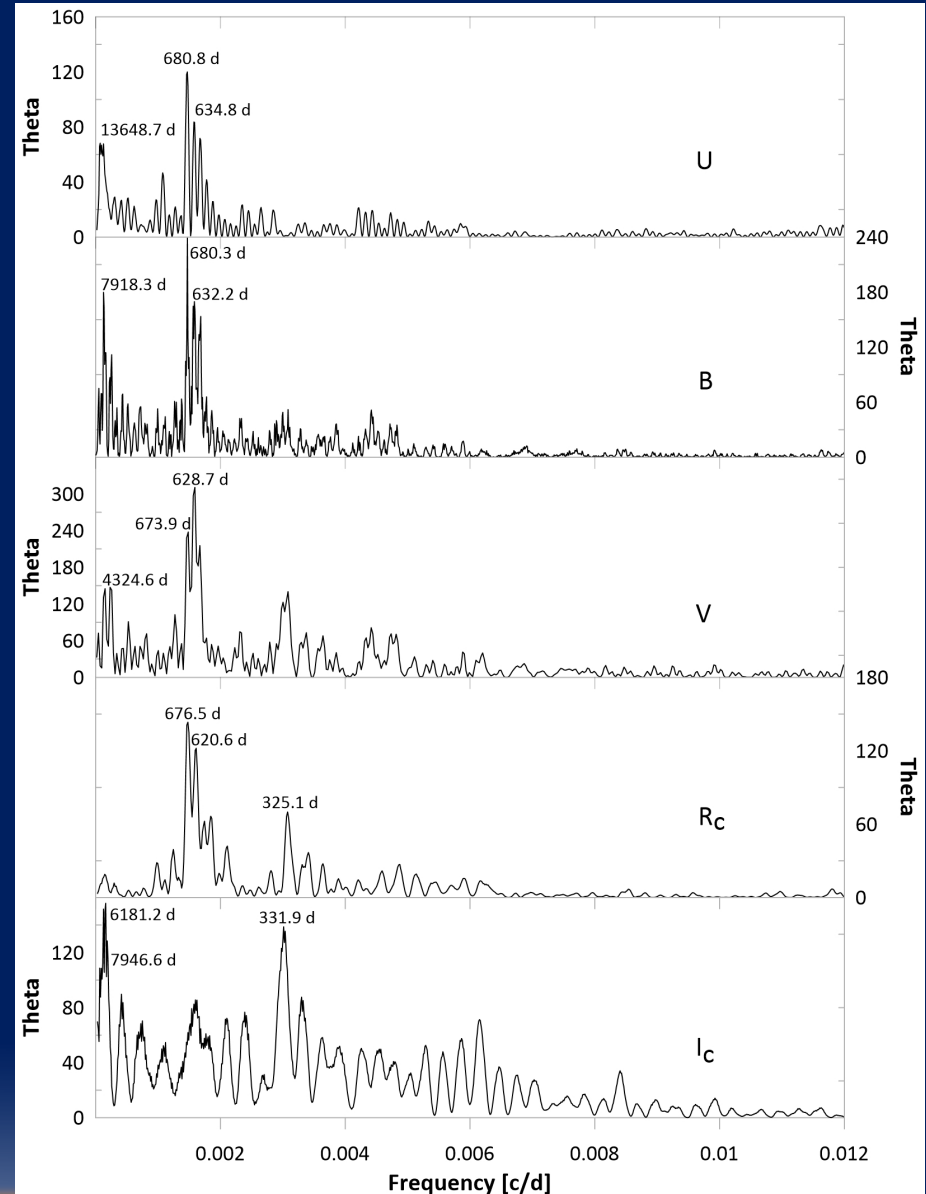 160
120
80
40
0
Theta
680.8 d
634.8 d
13648.7 d
U
240
180
120
60
0
Theta
680.3 d
7918.3 d
632.2 d
B
300
240
180
120
60
0
Theta
628.7 d
673.9 d
4324.6 d
V
180
120
60
0
Theta
676.5 d
620.6 d
325.1 d
Rc
120
80
40
0
Theta
6181.2 d
331.9 d
7946.6 d
Ic
0.002 0.004 0.006 0.008 0.01 0.012
Frequency [c/d]